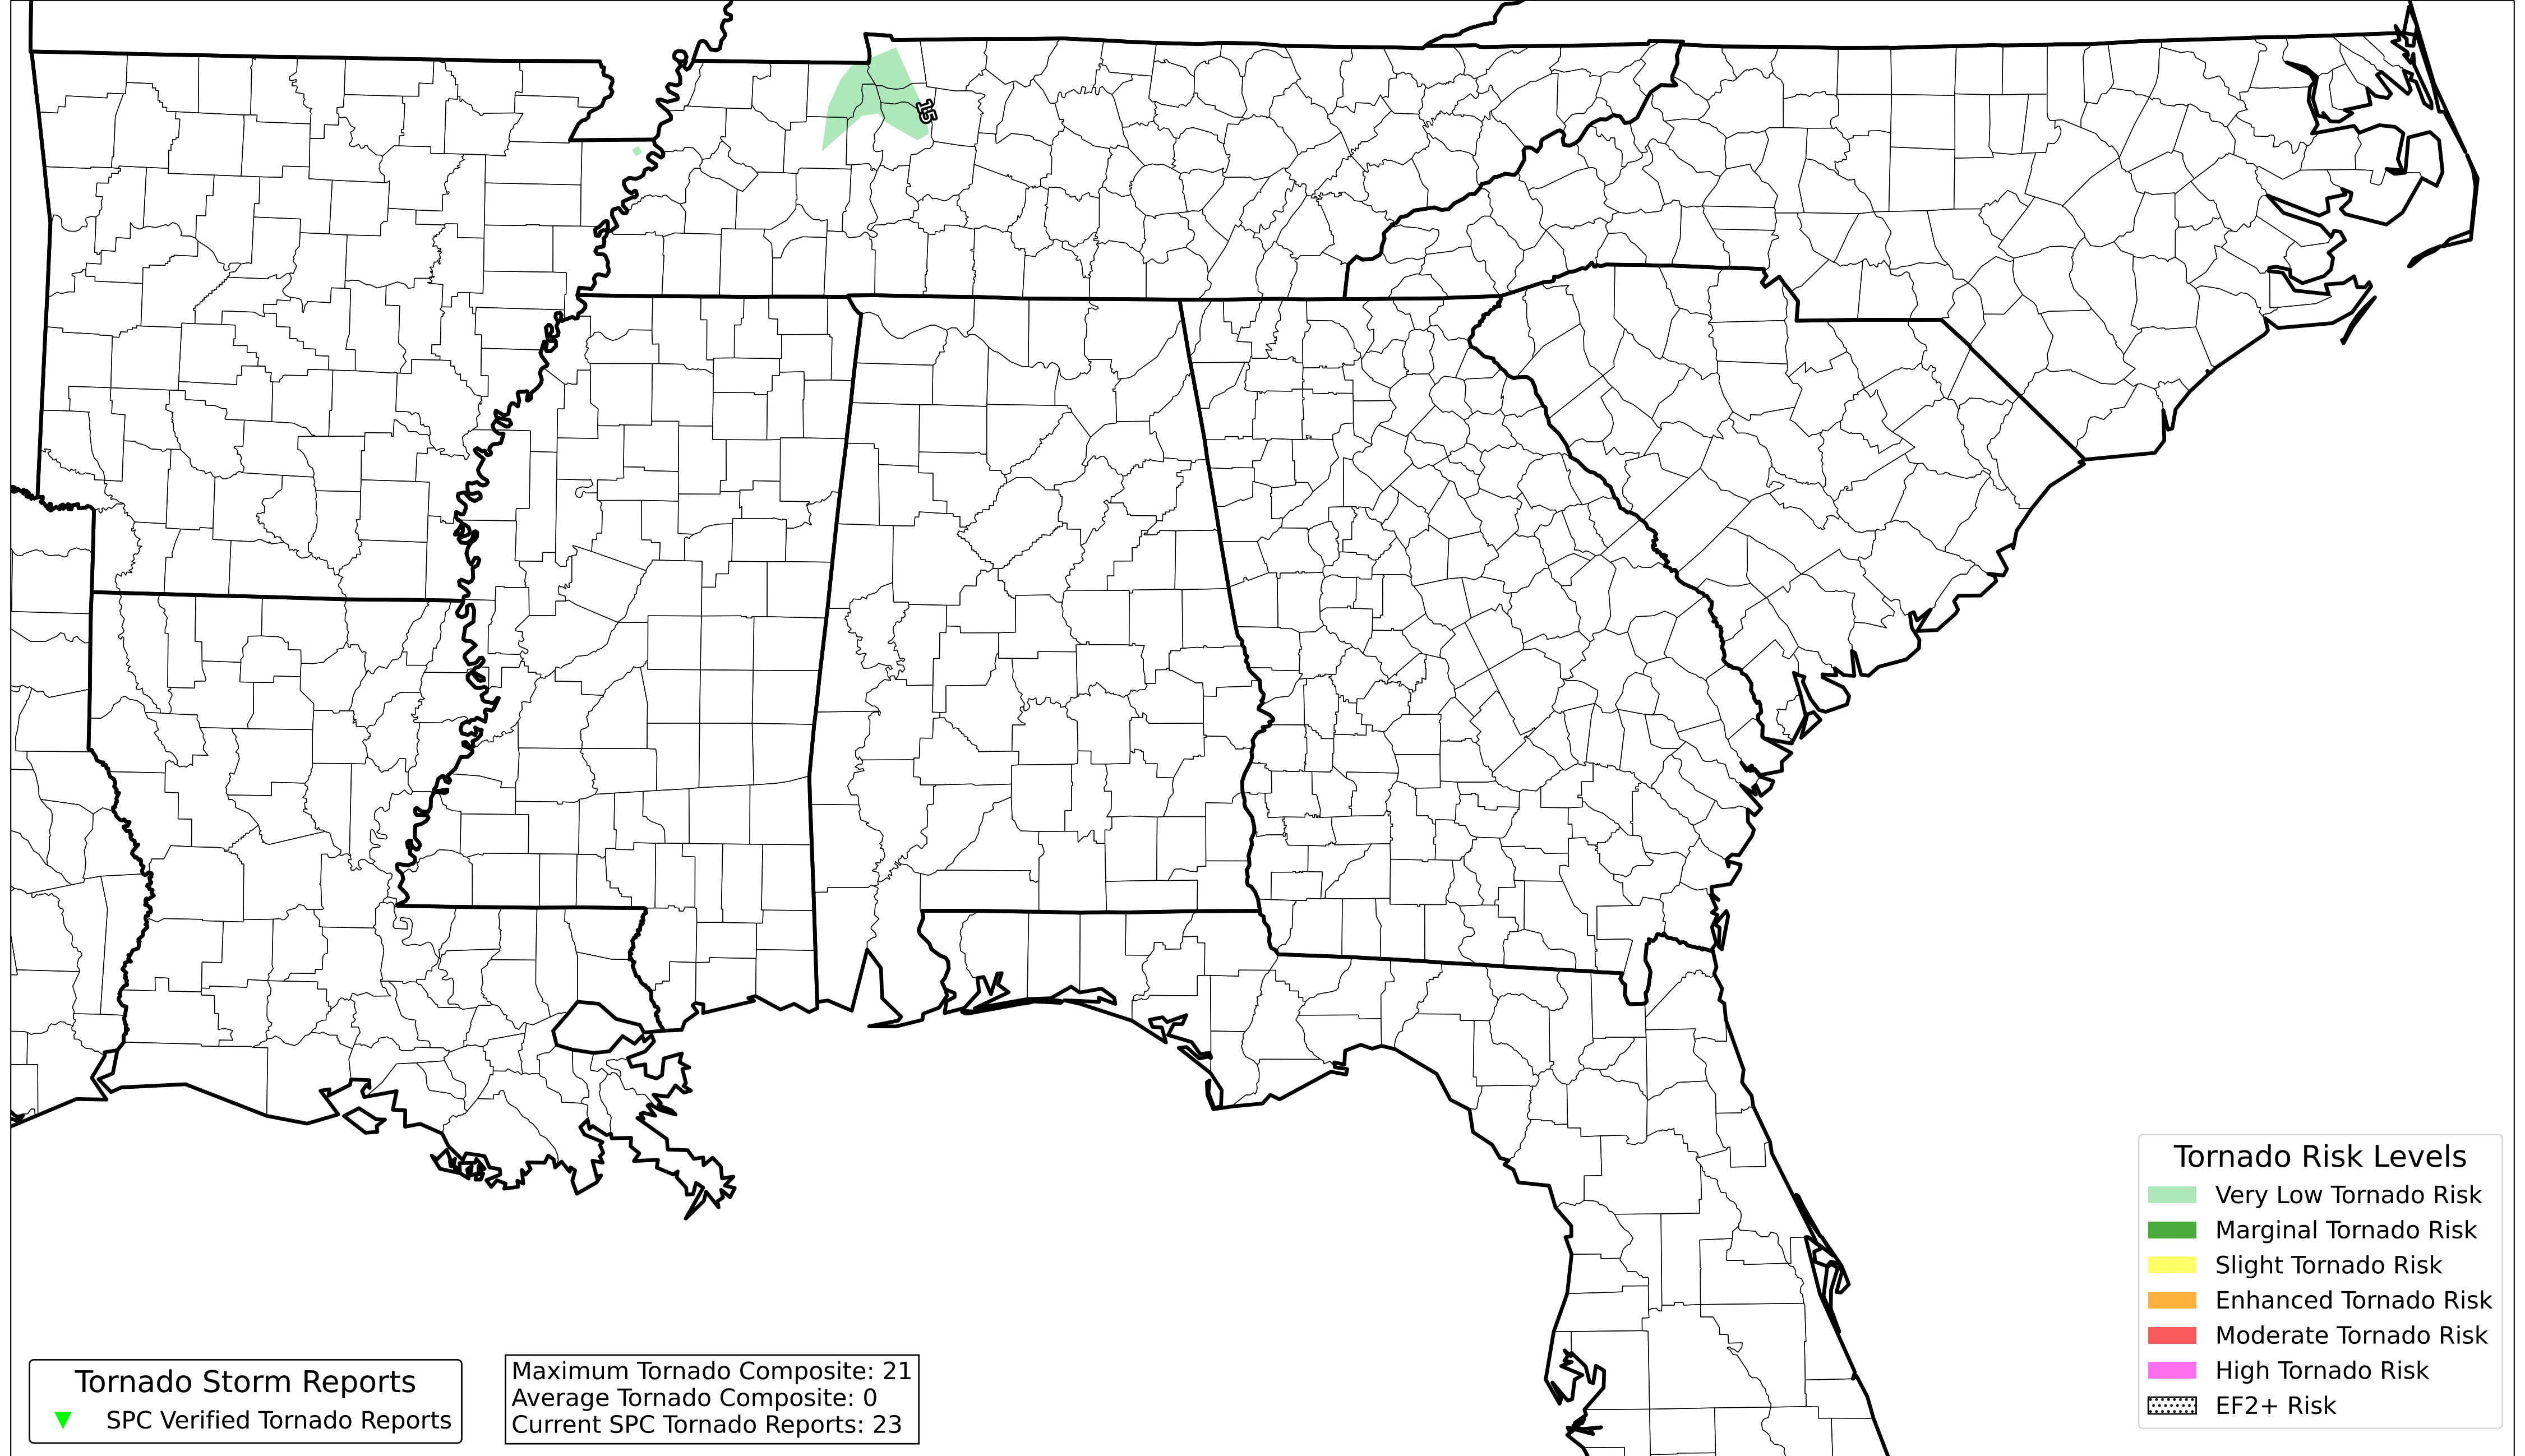 15
Tornado Risk Levels
Very Low Tornado Risk
Marginal Tornado Risk
Slight Tornado Risk
Enhanced Tornado Risk
Moderate Tornado Risk
High Tornado Risk
EF2+ Risk
Tornado Storm Reports
SPC Verified Tornado Reports
Maximum Tornado Composite: 21
Average Tornado Composite: 0
Current SPC Tornado Reports: 23